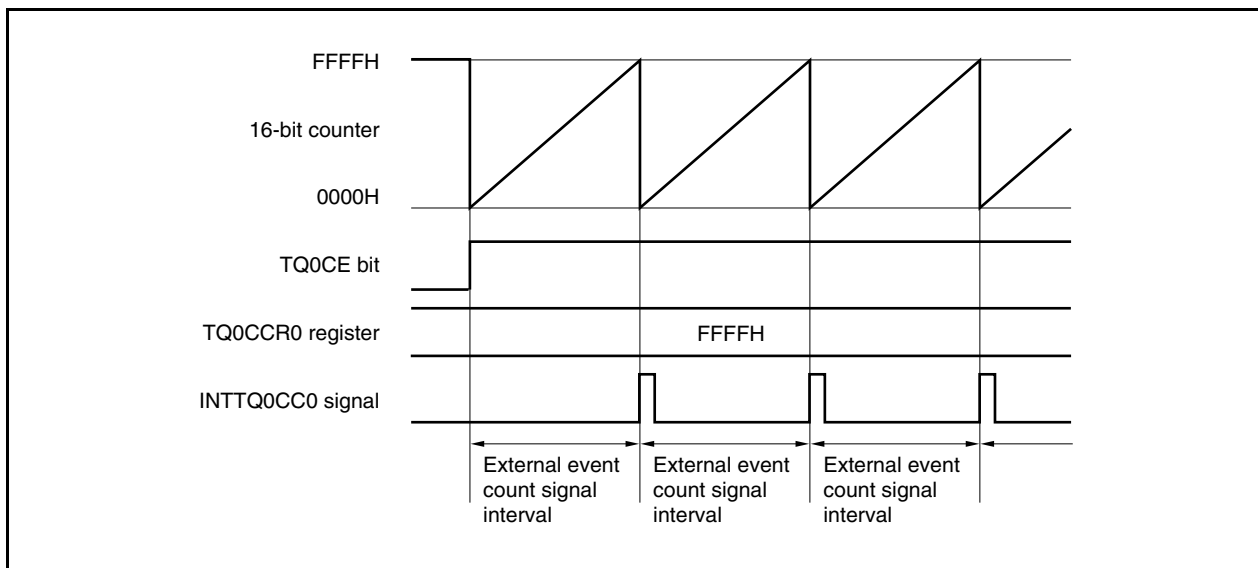 FFFFH
16-bit counter
0000H
TQ0CE bit
TQ0CCR0 register
FFFFH
INTTQ0CC0 signal
External event
count signal
interval
External event
count signal
interval
External event
count signal
interval